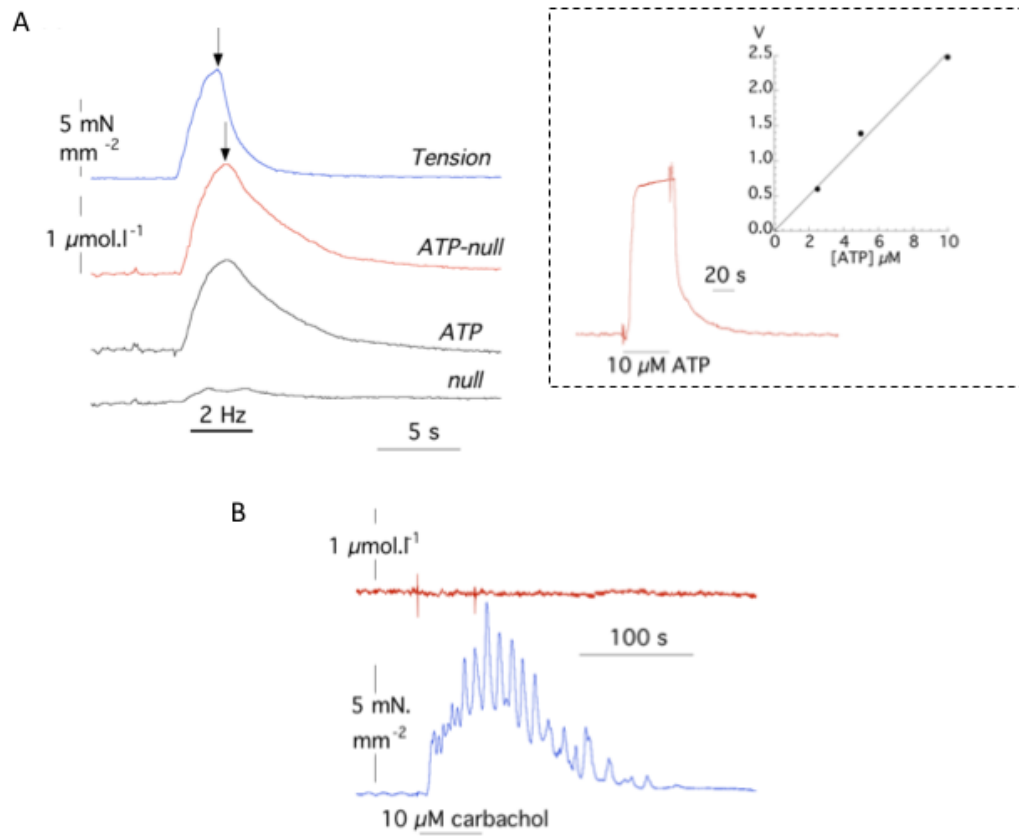 A
5 mN
mm -2
Tension
1 µmol.l-1
ATP-null
ATP
null
2 Hz
5 s
V
2.5
2.0
1.5
1.0
0.5
0.0
0 2 4 6 8 10
[ATP] µM
20 s
10 µM ATP
B
1 µmol.l-1
100 s
5 mN.
mm -2
10 µM carbachol